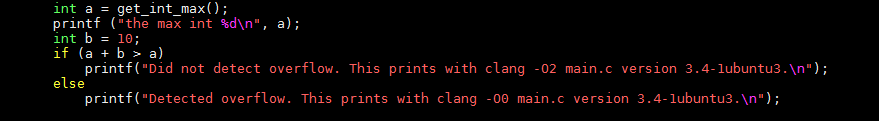 int a = get_int_max();
printf ("the max int %d\n", a);
int b = 10;
if (a + b > a)
    printf("Did not detect overflow. This prints with clang -O2 main.c version 3.4-1ubuntu3.\n");
else
    printf("Detected overflow. This prints with clang -O0 main.c version 3.4-1ubuntu3.\n");